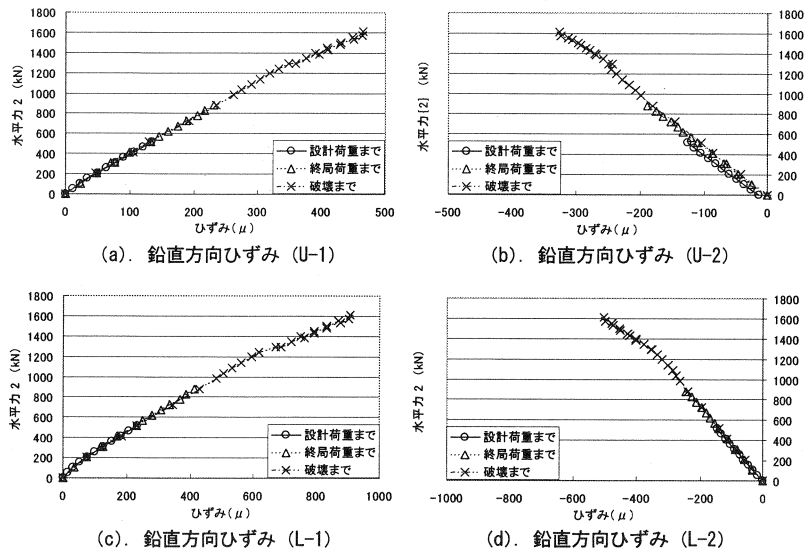 1800
1600
1400
1200
1000
800
600
400
200
0
水平力 2 (kN)
設計荷重まで
終局荷重まで
破壊まで
0 100 200 300 400 500
ひずみ(μ)
(a). 鉛直方向ひずみ (U-1)
1800
1600
1400
1200
1000
800
600
400
200
0
水平力[2] (kN)
設計荷重まで
終局荷重まで
破壊まで
-500 -400 -300 -200 -100 0
ひずみ(μ)
(b). 鉛直方向ひずみ (U-2)
1800
1600
1400
1200
1000
800
600
400
200
0
水平力 2 (kN)
設計荷重まで
終局荷重まで
破壊まで
0 200 400 600 800 1000
ひずみ(μ)
(c). 鉛直方向ひずみ (L-1)
1800
1600
1400
1200
1000
800
600
400
200
0
水平力 2 (kN)
設計荷重まで
終局荷重まで
破壊まで
-1000 -800 -600 -400 -200 0
ひずみ(μ)
(d). 鉛直方向ひずみ (L-2)